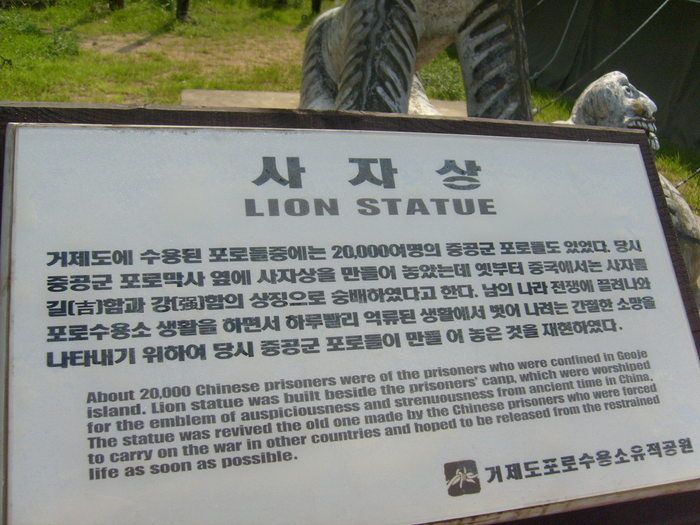 사자상
LION STATUE
거제도에 수용된 포로들중에는 20,000여명의 중공군 포로들도 있었다. 당시
중공군 포로막사 옆에 사자상을 만들어 놓았는데 옛부터 중국에서는 사자를
길(吉)함과 강(强)함의 상징으로 숭배하였다고 한다. 남의 나라 전쟁에 끌려나와
포로수용소 생활을 하면서 하루빨리 억류된 생활에서 벗어 나려는 간절한 소망을
나타내기 위하여 당시 중공군 포로들이 만들 어 놓은 것을 재현하였다.
About 20,000 Chinese prisoners were of the prisoners who were confined in Geoje
island. Lion statue was built beside the prisoners' canp, which were worshiped
for the emblem of auspiciousness and strenuousness from ancient time in China.
The statue was revived the old one made by the Chinese prisoners who were forced
to carry on the war in other countries and hoped to be released from the restrained
life as soon as possible.
거제도포로수용소유적공원